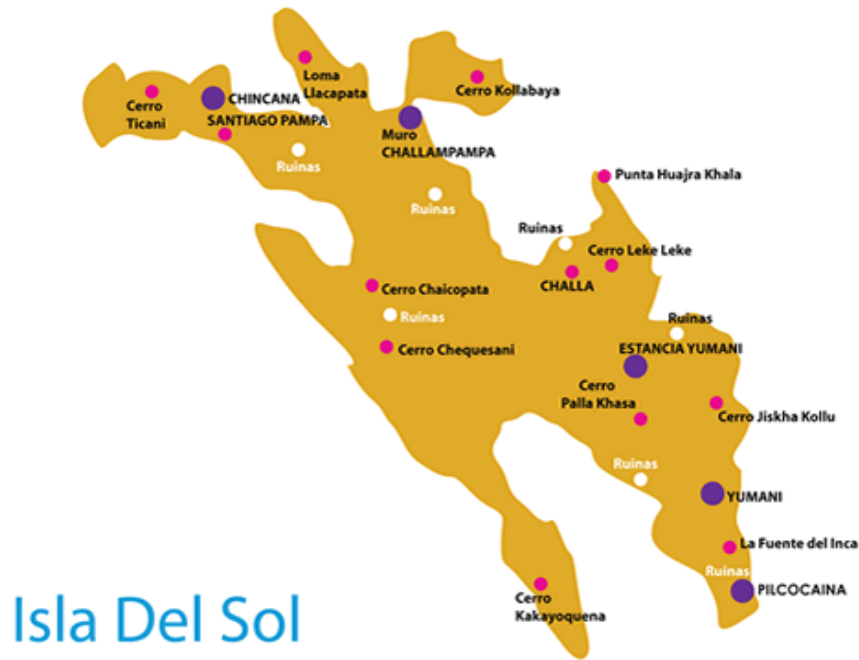 Loma
Llacapata
Cerro Kollabaya
Cerro
Ticani
CHINCANA
SANTIAGO PAMPA
Muro
CHALLAMPAMPA
Ruinas
Punta Huajra Khala
Ruinas
Ruinas
Cerro Leke Leke
CHALLA
Cerro Chaicopata
Ruinas
Ruinas
Cerro Chequesani
ESTANCIA YUMANI
Cerro
Palla Khasa
Cerro Jiskha Kollu
Ruinas
YUMANI
La Fuente del Inca
Ruinas
PILCOCAINA
Cerro
Kakayoquena
Isla Del Sol